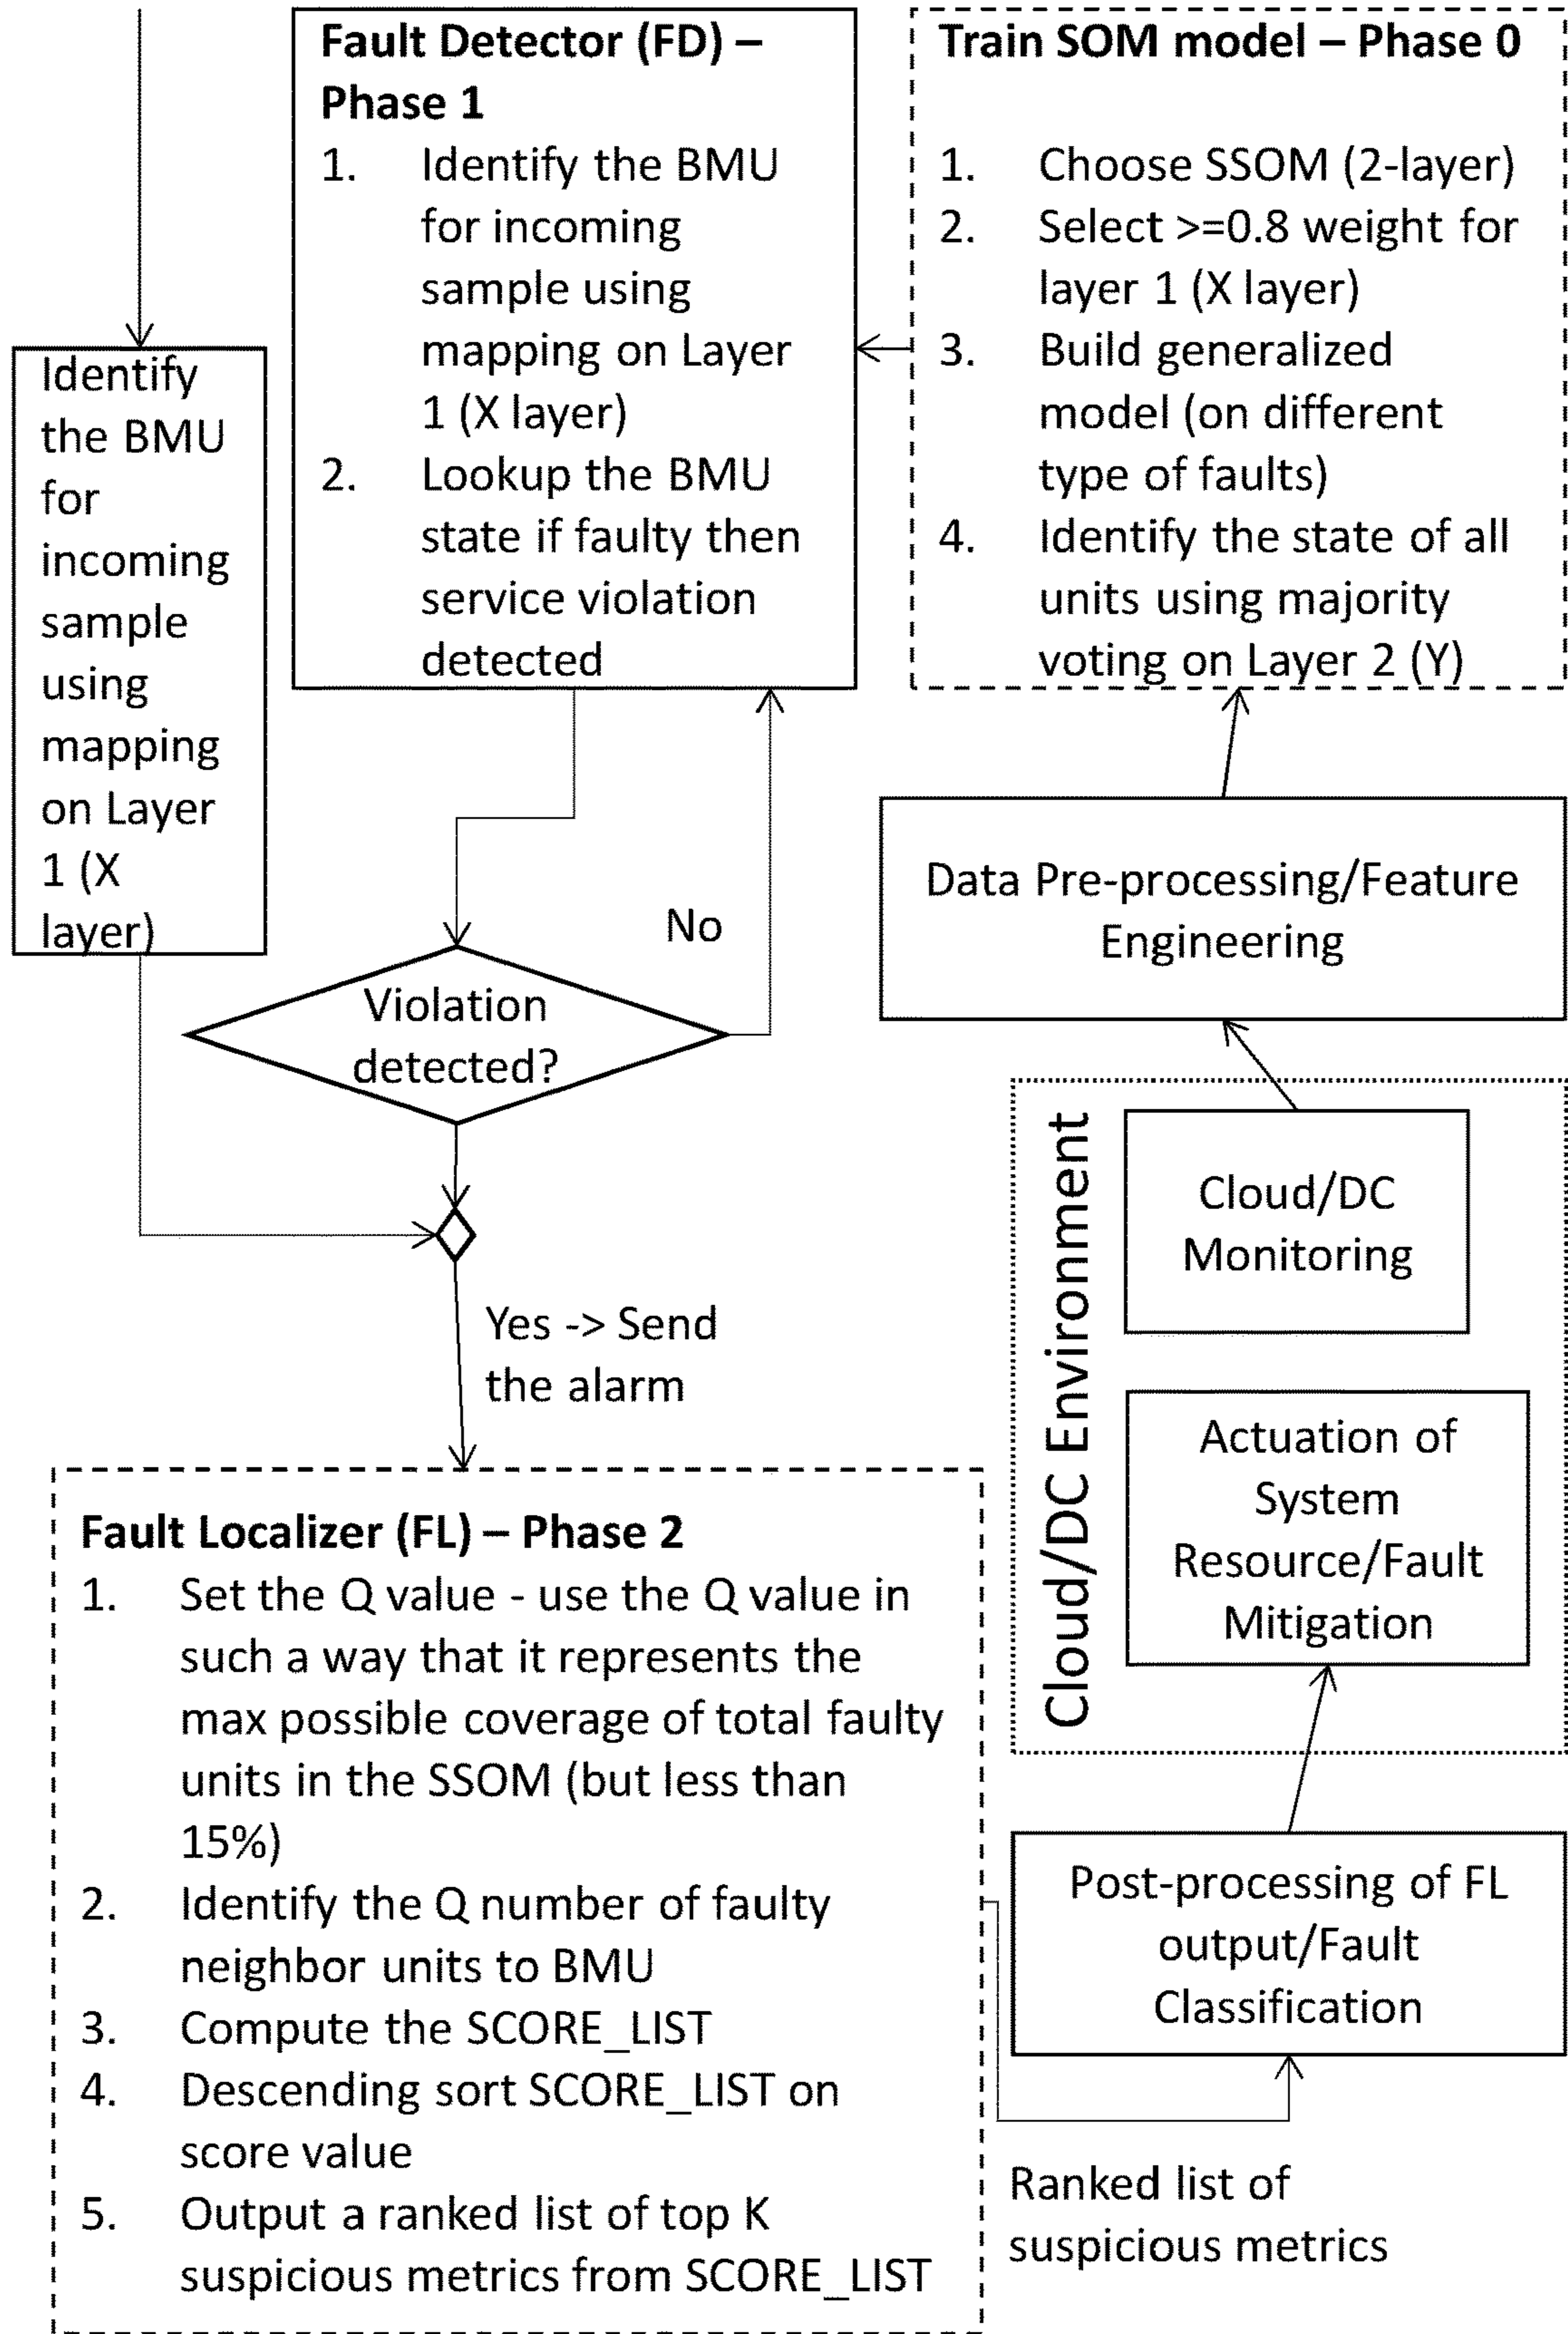 Fault Detector (FD) –
Phase 1
1. Identify the BMU
for incoming
sample using
mapping on Layer
1 (X layer)
2. Lookup the BMU
state if faulty then
service violation
detected
Train SOM model – Phase 0
1. Choose SSOM (2-layer)
2. Select >=0.8 weight for
layer 1 (X layer)
3. Build generalized
model (on different
type of faults)
4. Identify the state of all
units using majority
voting on Layer 2 (Y)
Identify
the BMU
for
incoming
sample
using
mapping
on Layer
1 (X
layer)
Data Pre-processing/Feature
Engineering
No
Violation
detected?
Cloud/DC Environment
Cloud/DC
Monitoring
Yes -> Send
the alarm
Actuation of
System
Resource/Fault
Mitigation
Fault Localizer (FL) – Phase 2
1. Set the Q value - use the Q value in
such a way that it represents the
max possible coverage of total faulty
units in the SSOM (but less than
15%)
2. Identify the Q number of faulty
neighbor units to BMU
3. Compute the SCORE_LIST
4. Descending sort SCORE_LIST on
score value
5. Output a ranked list of top K
suspicious metrics from SCORE_LIST
Post-processing of FL
output/Fault
Classification
Ranked list of
suspicious metrics